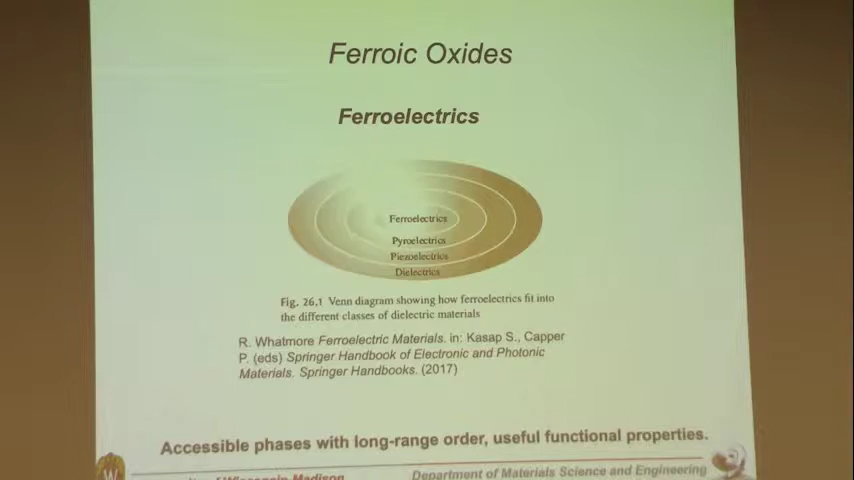 Ferroic Oxides
Ferroelectrics
Ferroelectrics
Pyroelectrics
Piezoelectrics
Dielectrics
Fig. 26.1 Venn diagram showing how ferroelectrics fit into
the different classes of dielectric materials
R. Whatmore Ferroelectric Materials. in: Kasap S., Capper
P. (eds) Springer Handbook of Electronic and Photonic
Materials. Springer Handbooks. (2017)
Accessible phases with long-range order, useful functional properties.
W
Wisconsin-Madison
Department of Materials Science and Engineering